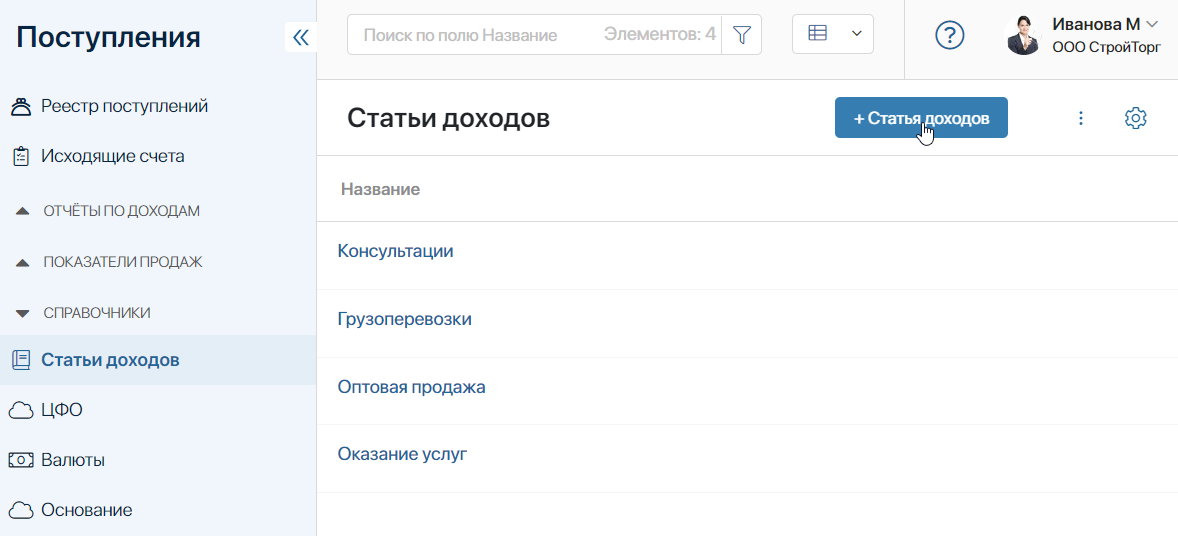 Поступления
Реестр поступлений
Исходящие счета
ОТЧЁТЫ ПО ДОХОДАМ
ПОКАЗАТЕЛИ ПРОДАЖ
СПРАВОЧНИКИ
Статьи доходов
ЦФО
Валюты
Основание
Поиск по полю Название Элементов: 4
?
Иванова М
ООО СтройТорг
Статьи доходов
+ Статья доходов
Название
Консультации
Грузоперевозки
Оптовая продажа
Оказание услуг